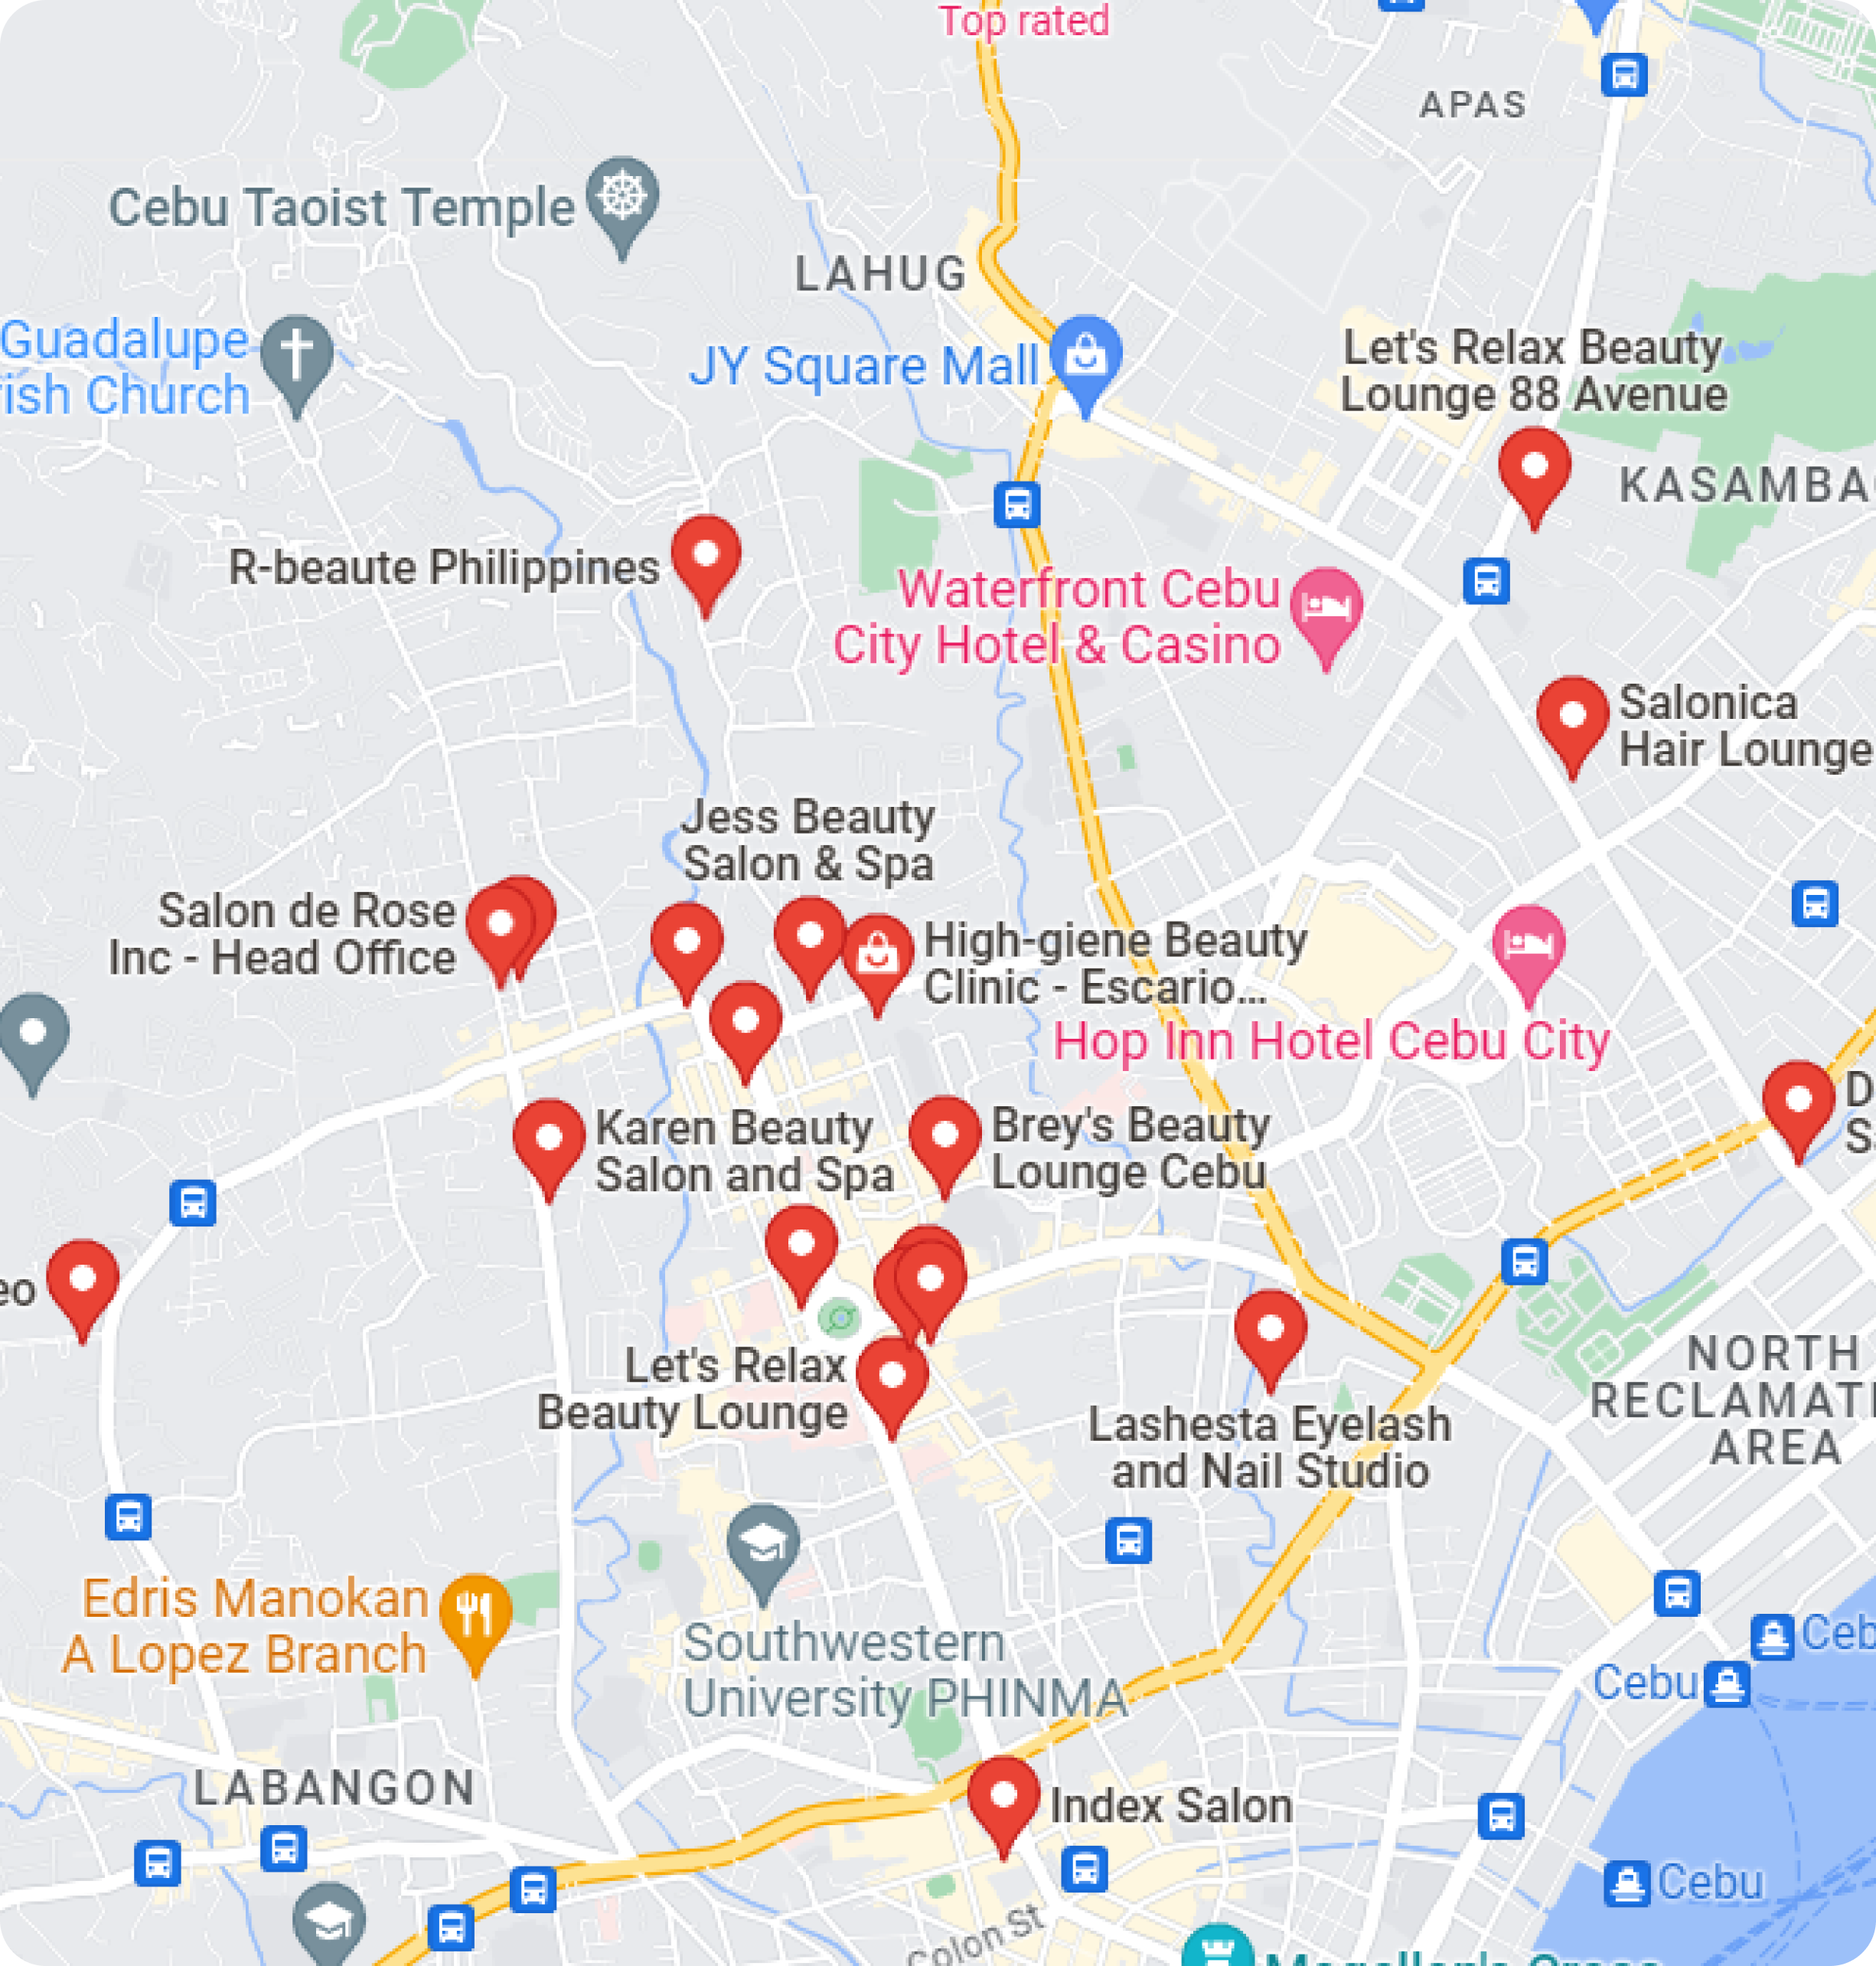 Top rated
APAS
Cebu Taoist Temple
LAHUG
Guadalupe
rish Church
JY Square Mall
Let's Relax Beauty
Lounge 88 Avenue
KASAMBA
R-beaute Philippines
Waterfront Cebu
City Hotel & Casino
Salonica
Hair Lounge
Jess Beauty
Salon & Spa
Salon de Rose
Inc - Head Office
High-giene Beauty
Clinic - Escario...
Hop Inn Hotel Cebu City
D
S
Karen Beauty
Salon and Spa
Brey's Beauty
Lounge Cebu
eo
Let's Relax
Beauty Lounge
Lashesta Eyelash
and Nail Studio
NORTH
RECLAMATI
AREA
Edris Manokan
A Lopez Branch
Southwestern
University PHINMA
Ceb
Cebu
LABANGON
Index Salon
Cebu
Colon St